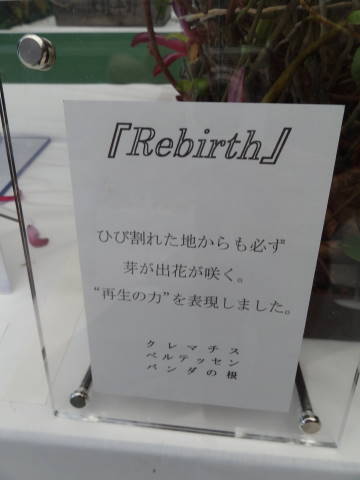 『Rebirth』
ひび割れた地からも必ず
芽が出花が咲く。
“再生の力”を表現しました。
クレマチス
ベルテッセン
バンダの根